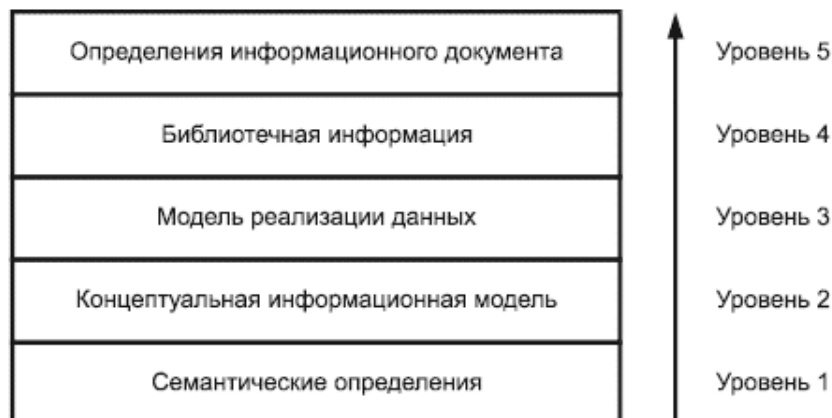 Определения информационного документа Уровень 5
Библиотечная информация Уровень 4
Модель реализации данных Уровень 3
Концептуальная информационная модель Уровень 2
Семантические определения Уровень 1